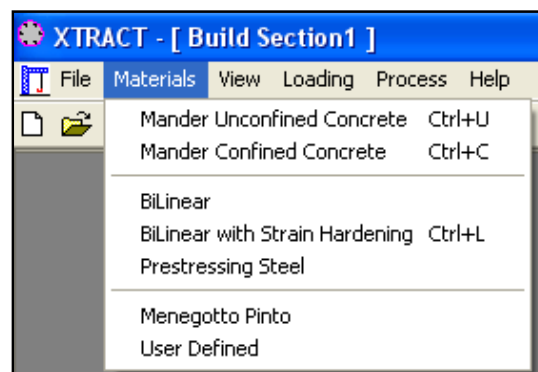 XTRACT - [ Build Section1 ]
File Materials View Loading Process Help
Mander Unconfined Concrete Ctrl+U
Mander Confined Concrete Ctrl+C
BiLinear
BiLinear with Strain Hardening Ctrl+L
Prestressing Steel
Menegotto Pinto
User Defined